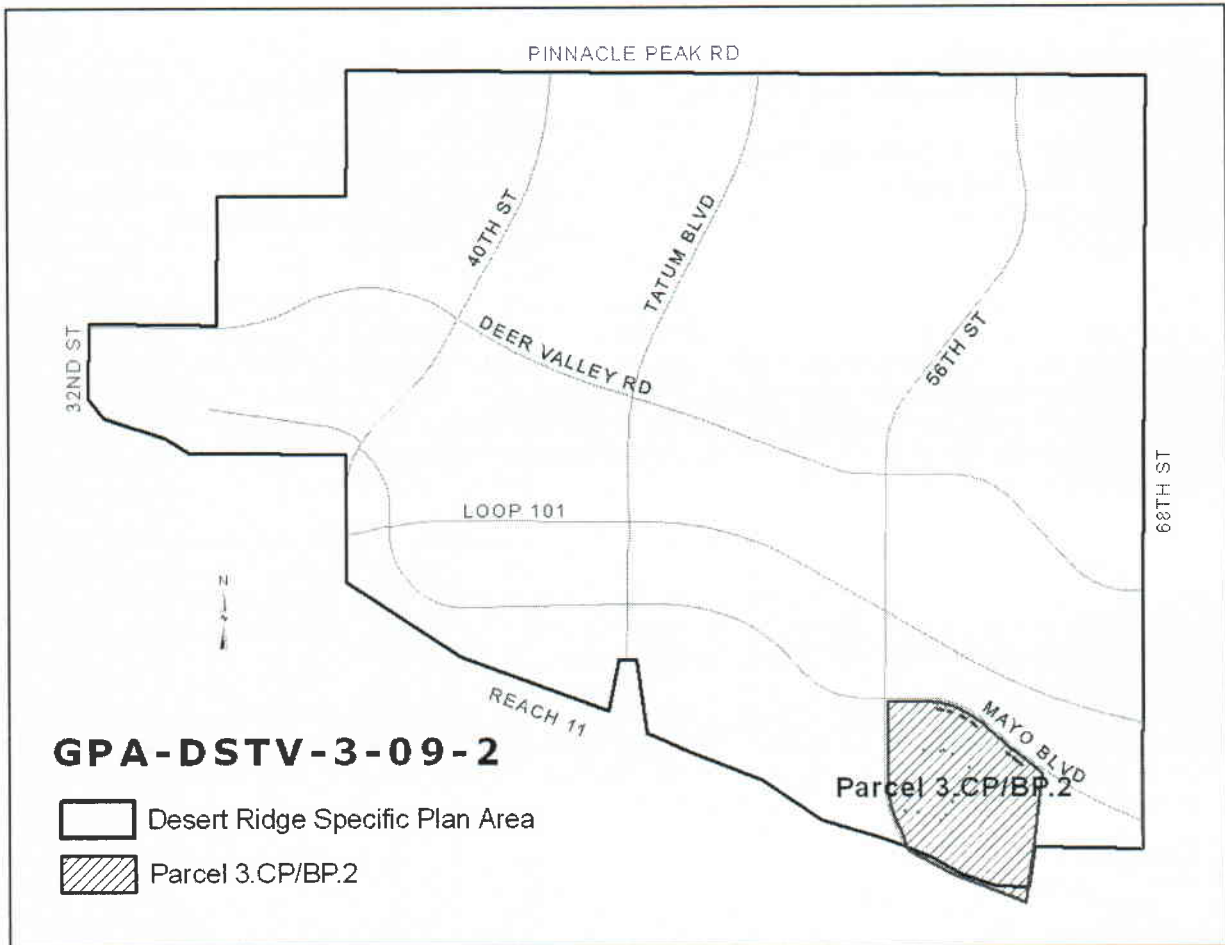 PINNACLE PEAK RD
40TH ST
TATUM BLVD
32ND ST
DEER VALLEY RD
56TH ST
68TH ST
LOOP 101
N
REACH 11
MAYO BLVD
GPA-DSTV-3-09-2
Parcel 3.CP/BP.2
Desert Ridge Specific Plan Area
Parcel 3.CP/BP.2